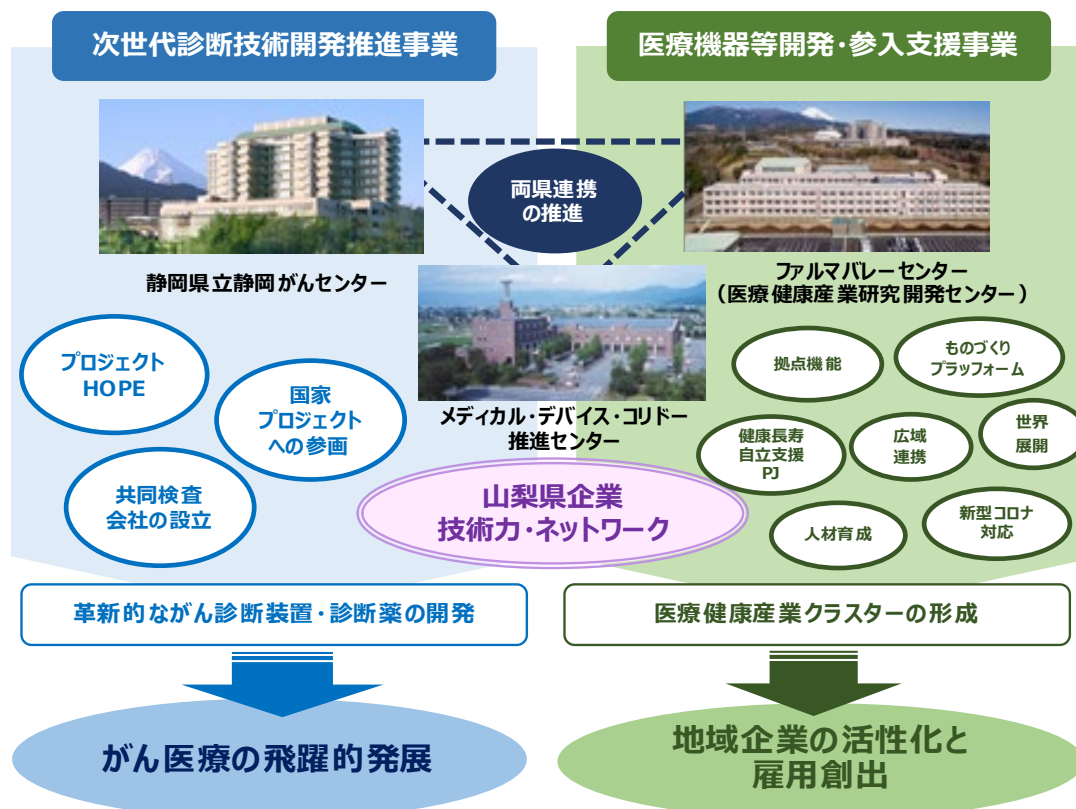 次世代診断技術開発推進事業
医療機器等開発・参入支援事業
両県連携
の推進
静岡県立静岡がんセンター
ファルマバレーセンター
（医療健康産業研究開発センター）
プロジェクト
HOPE
国家
プロジェクト
への参画
共同検査
会社の設立
メディカル・デバイス・コリドー
推進センター
山梨県企業
技術力・ネットワーク
拠点機能
ものづくり
プラッフォーム
健康長寿
自立支援
PJ
広域
連携
世界
展開
人材育成
新型コロナ
対応
革新的ながん診断装置・診断薬の開発
医療健康産業クラスターの形成
がん医療の飛躍的発展
地域企業の活性化と
雇用創出